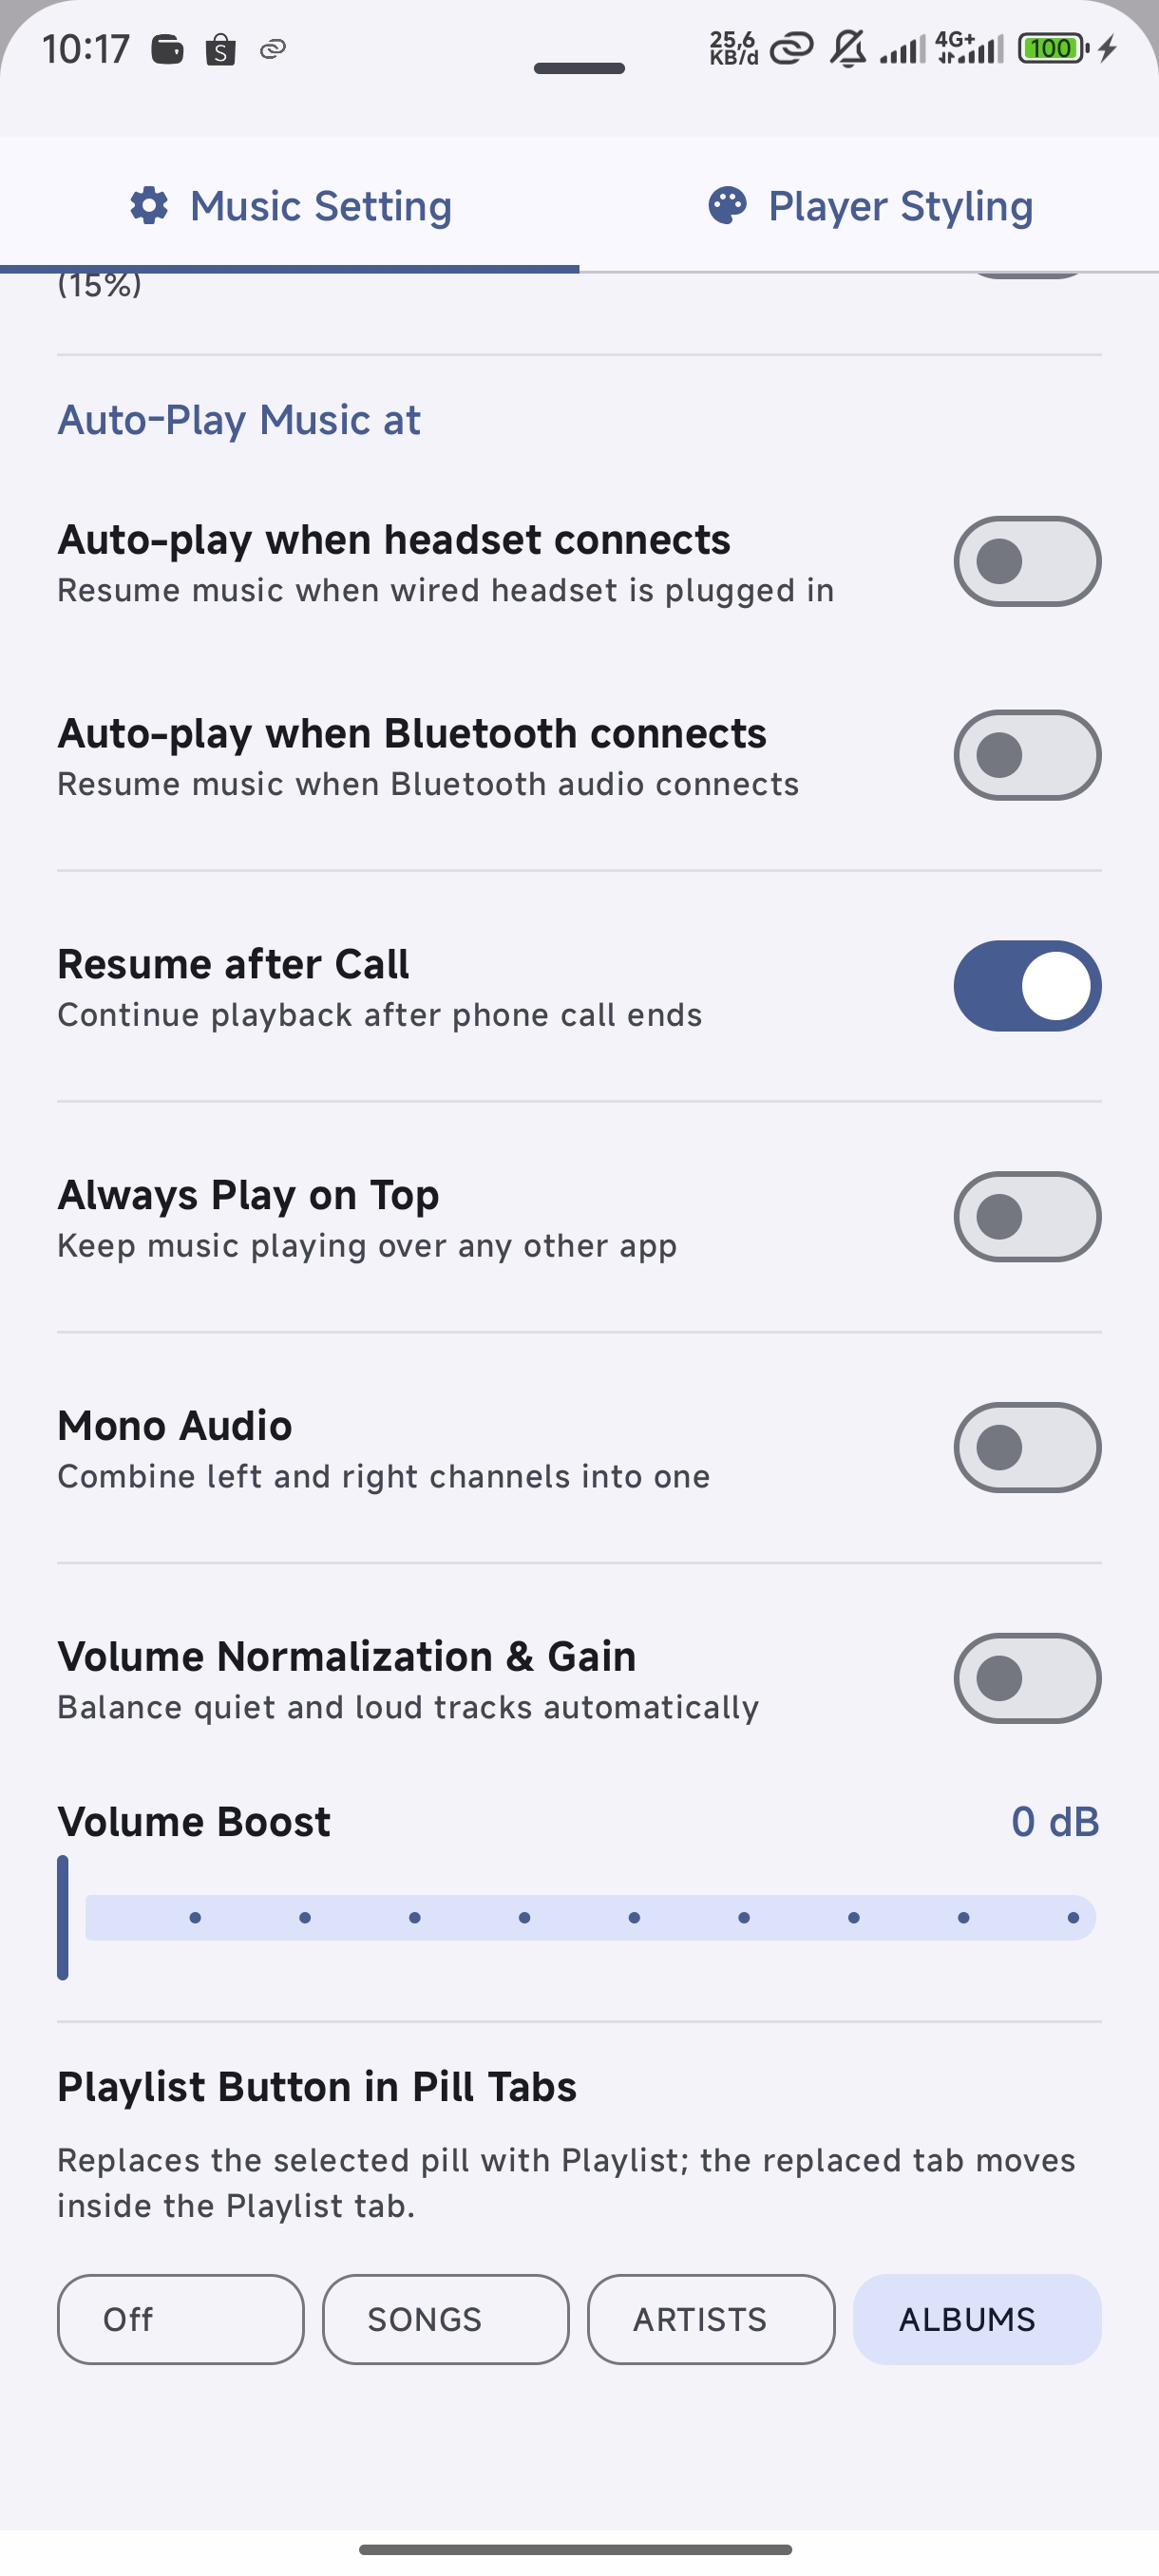 10:17
25,6
KB/d
4G+
100
Music Setting
Player Styling
(15%)
Auto-Play Music at
Auto-play when headset connects
Resume music when wired headset is plugged in
Auto-play when Bluetooth connects
Resume music when Bluetooth audio connects
Resume after Call
Continue playback after phone call ends
Always Play on Top
Keep music playing over any other app
Mono Audio
Combine left and right channels into one
Volume Normalization & Gain
Balance quiet and loud tracks automatically
Volume Boost
0 dB
Playlist Button in Pill Tabs
Replaces the selected pill with Playlist; the replaced tab moves
inside the Playlist tab.
Off
SONGS
ARTISTS
ALBUMS